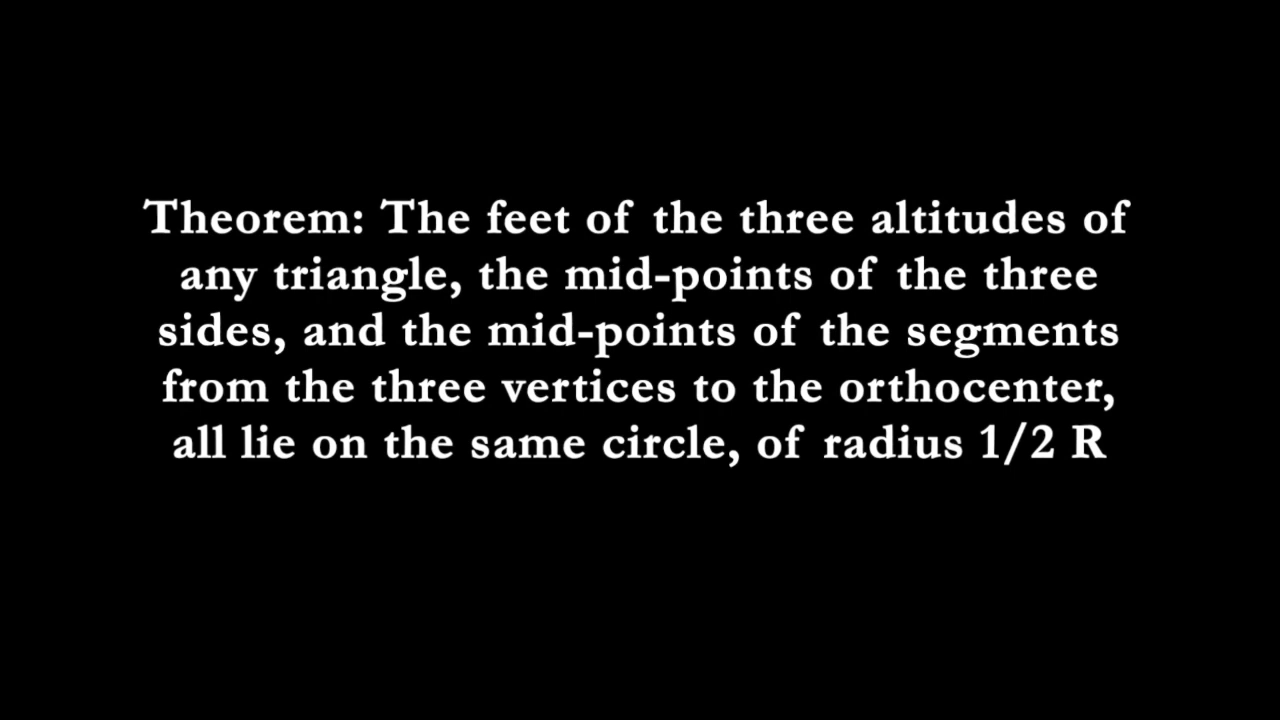 Theorem: The feet of the three altitudes of
any triangle, the mid-points of the three
sides, and the mid-points of the segments
from the three vertices to the orthocenter,
all lie on the same circle, of radius 1/2 R